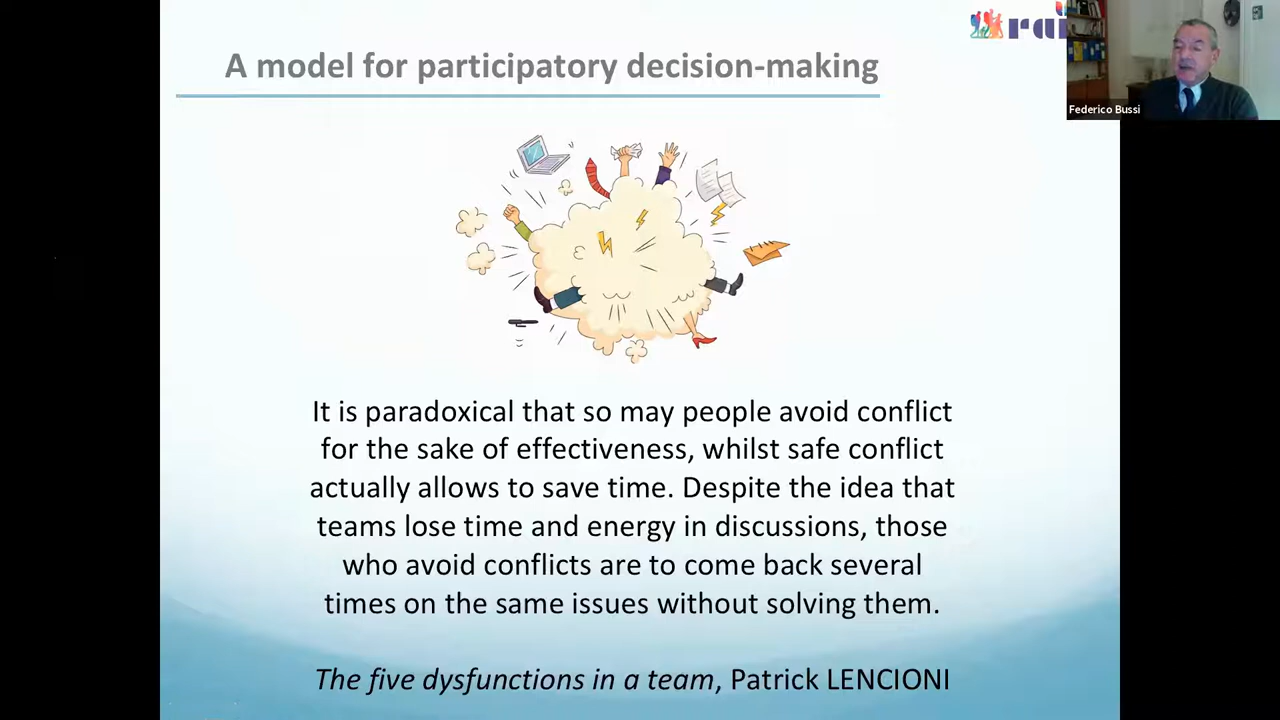 A model for participatory decision-making
rai
Federico Bussi
It is paradoxical that so may people avoid conflict
for the sake of effectiveness, whilst safe conflict
actually allows to save time. Despite the idea that
teams lose time and energy in discussions, those
who avoid conflicts are to come back several
times on the same issues without solving them.
The five dysfunctions in a team, Patrick LENCIONI